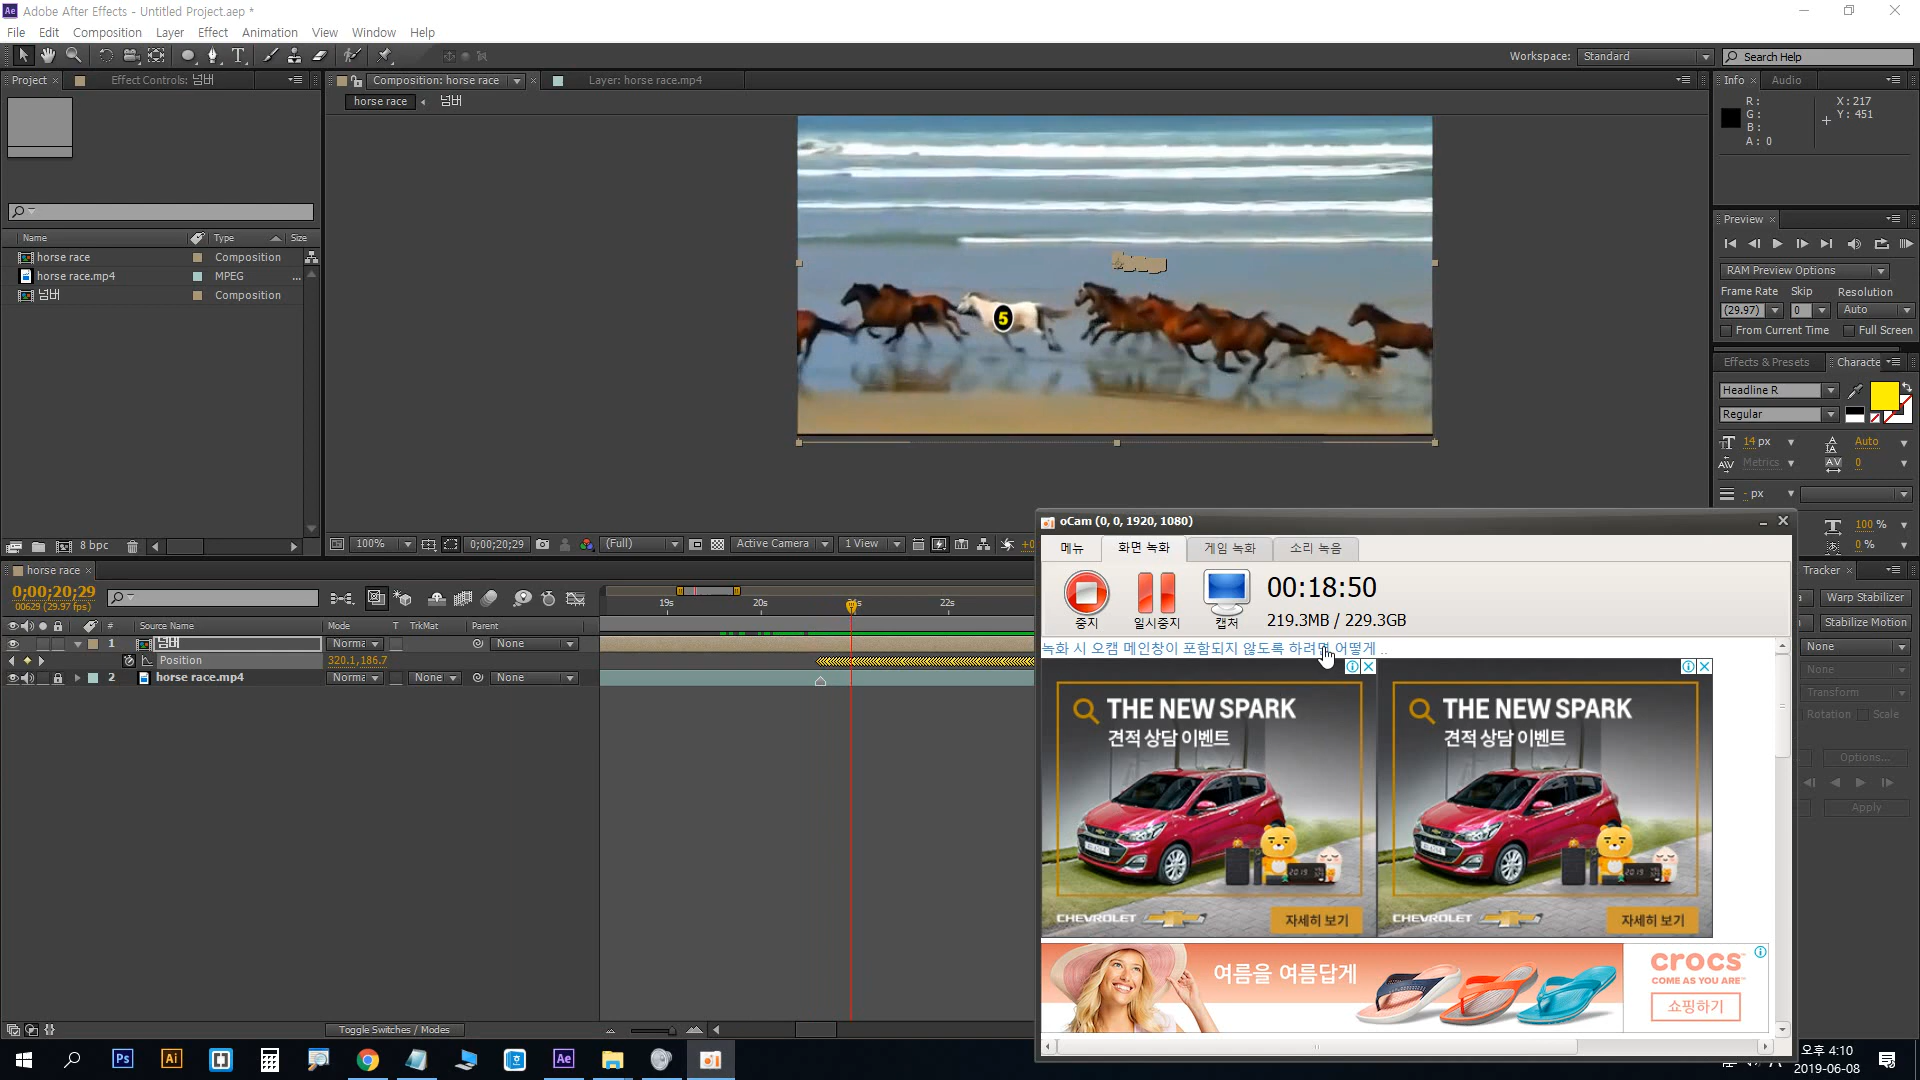 Adobe After Effects - Untitled Project.aep *
File Edit Composition Layer Effect Animation View Window Help
Workspace: Standard Search Help
Project Effect Controls: 넘버 Composition: horse race Layer: horse race.mp4 Info Audio
horse race 넘버
R: X: 217
G: Y: 451
B:
A: 0
Preview
RAM Preview Options
Frame Rate Skip Resolution
(29.97) 0 Auto
From Current Time Full Screen
Effects & Presets Characte
Headline R
Regular
14 px Auto
Metrics 0
- px
100 %
0 %
Name Type Size
horse race Composition
horse race.mp4 MPEG ...
넘버 Composition
8 bpc
5
100% 0;00;20;29 (Full) Active Camera 1 View +0
horse race
0;00;20;29
00629 (29.97 fps)
19s 20s 22s
# Source Name Mode T TrkMat Parent
1 넘버 Norma None
Position 320.1,186.7
2 horse race.mp4 Norma None None
Toggle Switches / Modes
Tracker
Warp Stabilizer
Stabilize Motion
None
None
Transform
Rotation Scale
Options...
Apply
oCam (0, 0, 1920, 1080)
메뉴 화면 녹화 게임 녹화 소리 녹음
중지 일시중지 캡처
00:18:50
219.3MB / 229.3GB
녹화 시 오캠 메인창이 포함되지 않도록 하려면 어떻게 ..
THE NEW SPARK
견적 상담 이벤트
CHEVROLET 자세히 보기
THE NEW SPARK
견적 상담 이벤트
CHEVROLET 자세히 보기
여름을 여름답게
crocs™
COME AS YOU ARE™
쇼핑하기
Ps Ai Ae
오후 4:10
2019-06-08